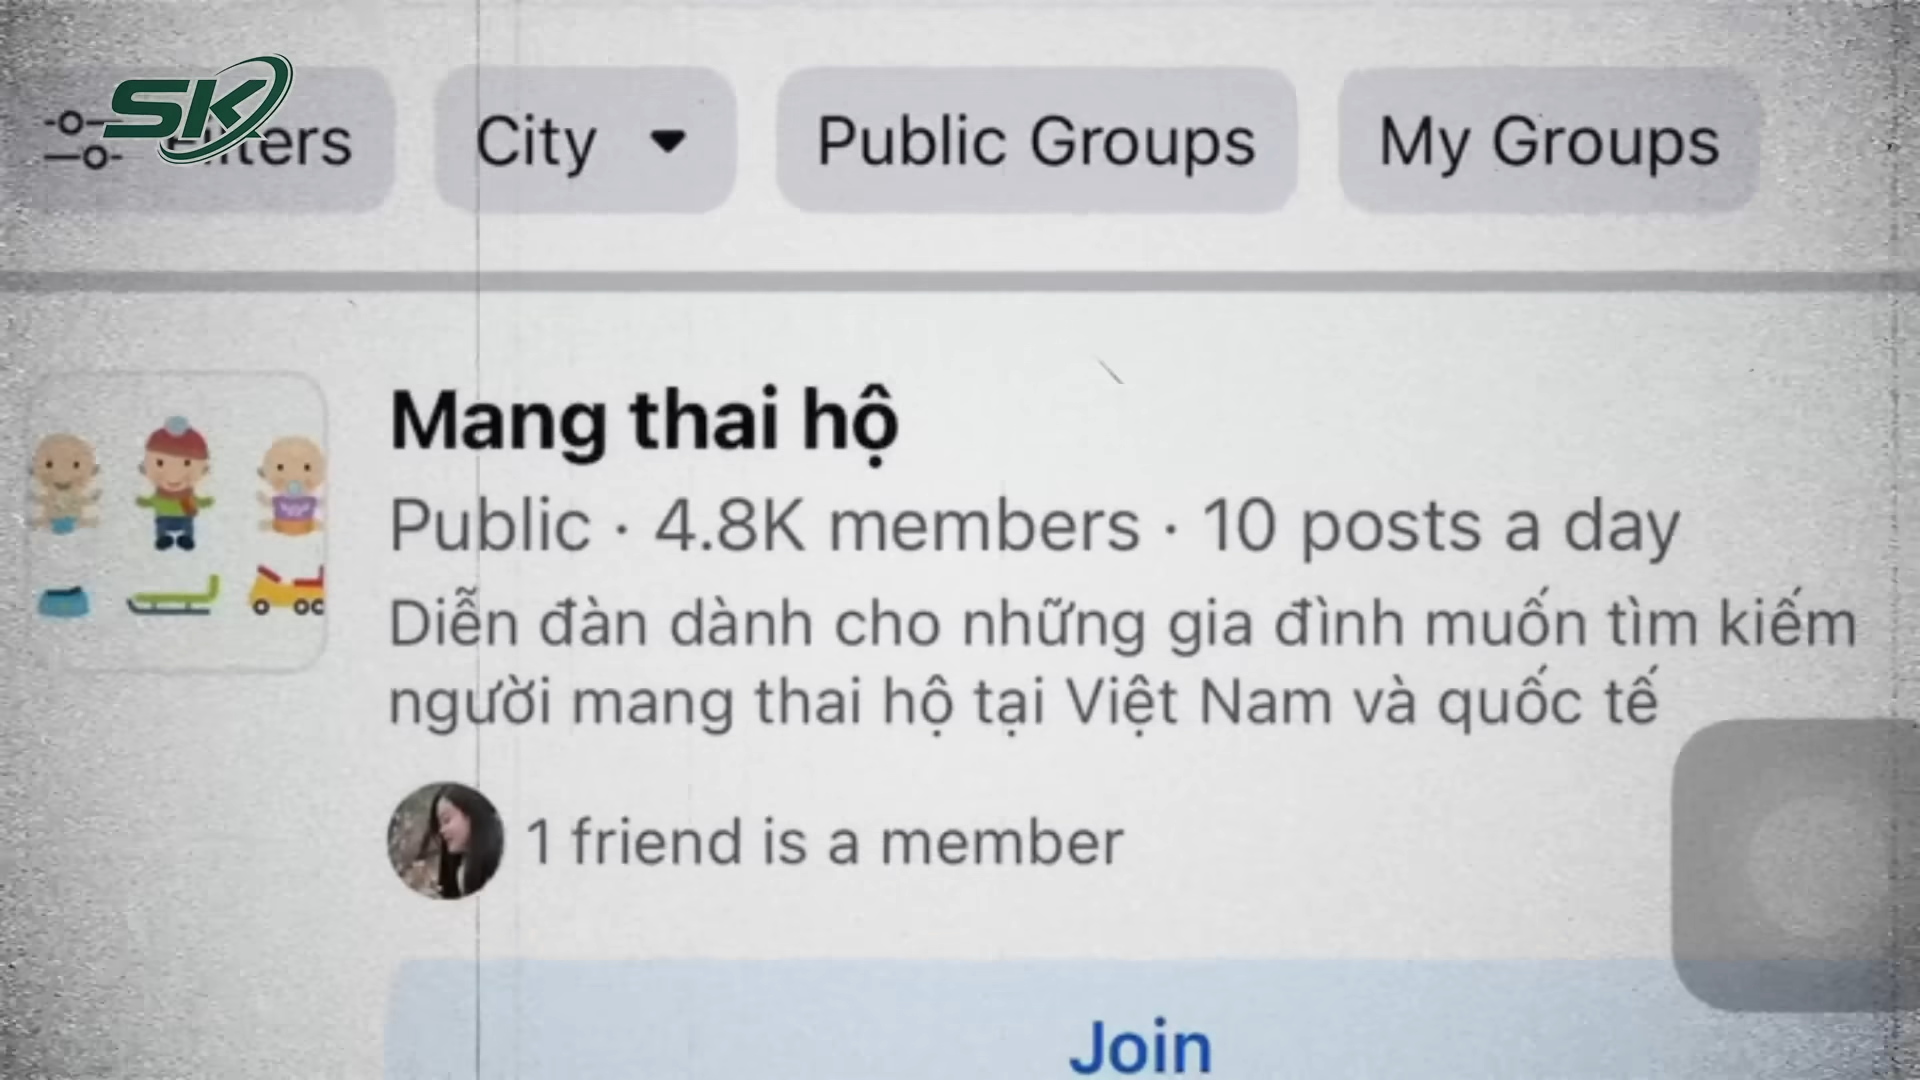 SK
Filters
City
Public Groups
My Groups
Mang thai hộ
Public · 4.8K members · 10 posts a day
Diễn đàn dành cho những gia đình muốn tìm kiếm
người mang thai hộ tại Việt Nam và quốc tế
1 friend is a member
Join